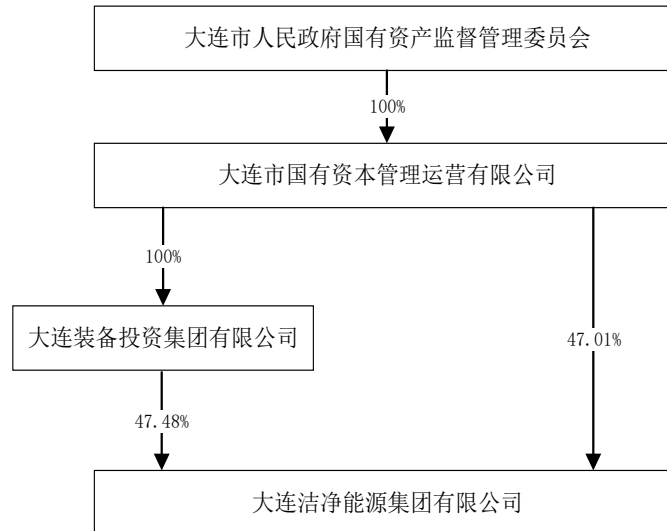 大连市人民政府国有资产监督管理委员会
100%
大连市国有资本管理运营有限公司
100%
大连装备投资集团有限公司
47.01%
47.48%
大连洁净能源集团有限公司